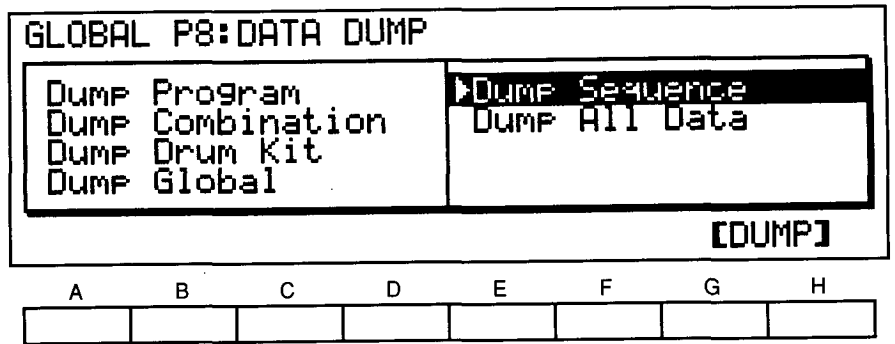 GLOBAL P8:DATA DUMP
Dump Program
Dump Combination
Dump Drum Kit
Dump Global
▶Dump Sequence
Dump All Data
[DUMP]
A B C D E F G H